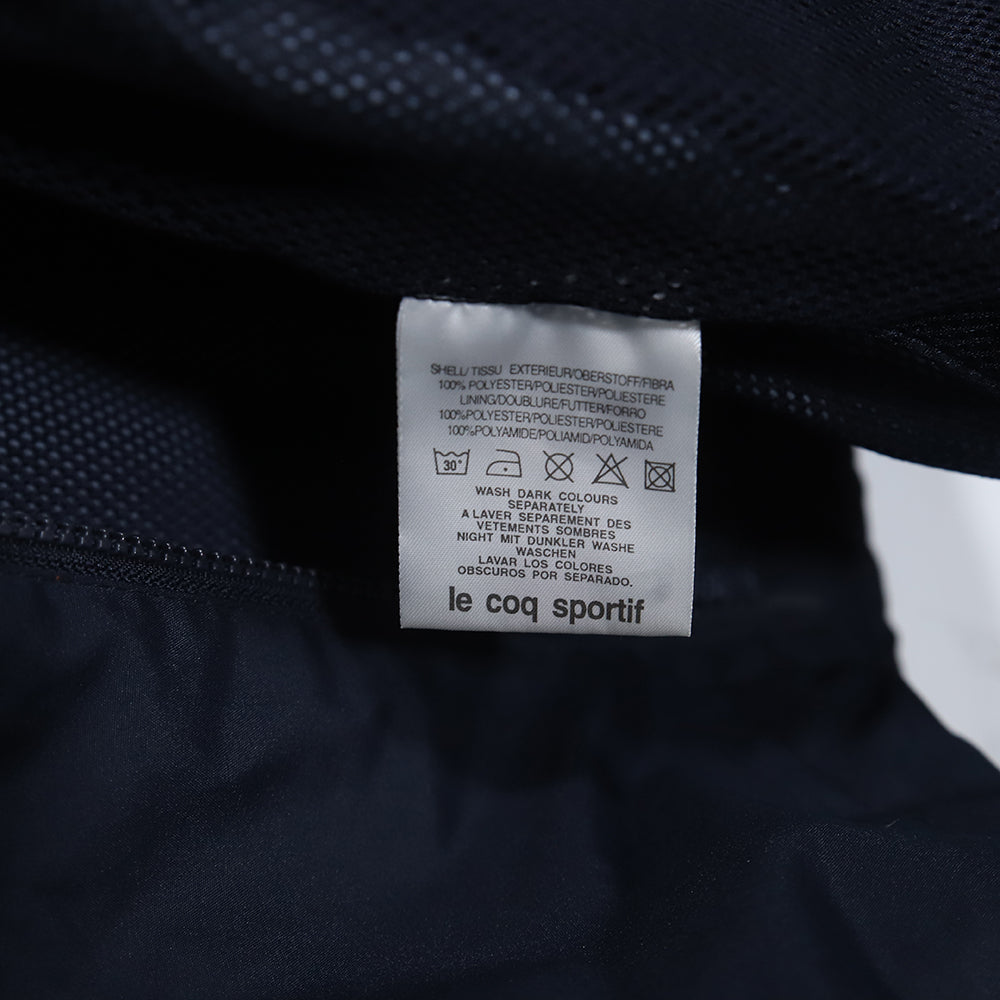 SHELL/TISSU EXTERIEUR/OBERSTOFF/FIBRA
100% POLYESTER/POLIESTER/POLIESTERE
LINING/DOUBLURE/FUTTER/FORRO
100%POLYESTER/POLIESTER/POLIESTERE
100%POLYAMIDE/POLIAMID/POLYAMIDA
30°
WASH DARK COLOURS
SEPARATELY
A LAVER SEPAREMENT DES
VETEMENTS SOMBRES
NIGHT MIT DUNKLER WASHE
WASCHEN
LAVAR LOS COLORES
OBSCUROS POR SEPARADO.
le coq sportif